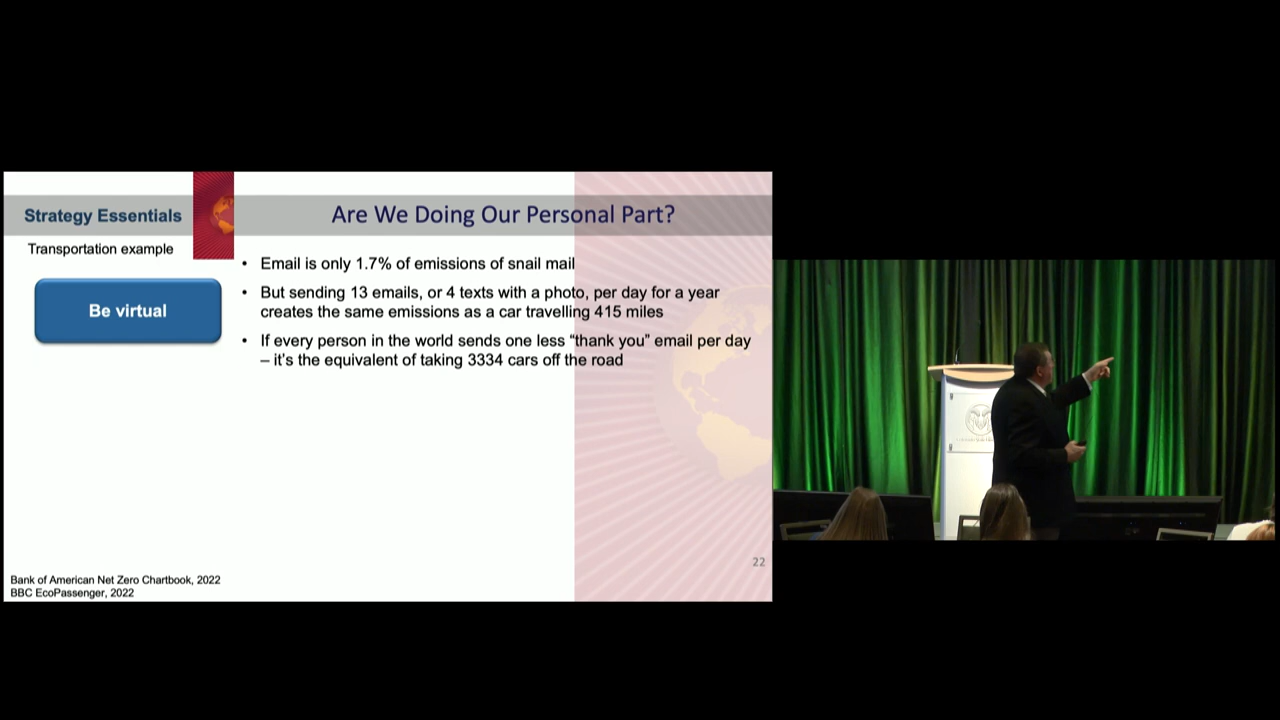 Strategy Essentials
Are We Doing Our Personal Part?
Transportation example
Be virtual
• Email is only 1.7% of emissions of snail mail
• But sending 13 emails, or 4 texts with a photo, per day for a year
creates the same emissions as a car travelling 415 miles
• If every person in the world sends one less “thank you” email per day
– it’s the equivalent of taking 3334 cars off the road
22
Bank of American Net Zero Chartbook, 2022
BBC EcoPassenger, 2022